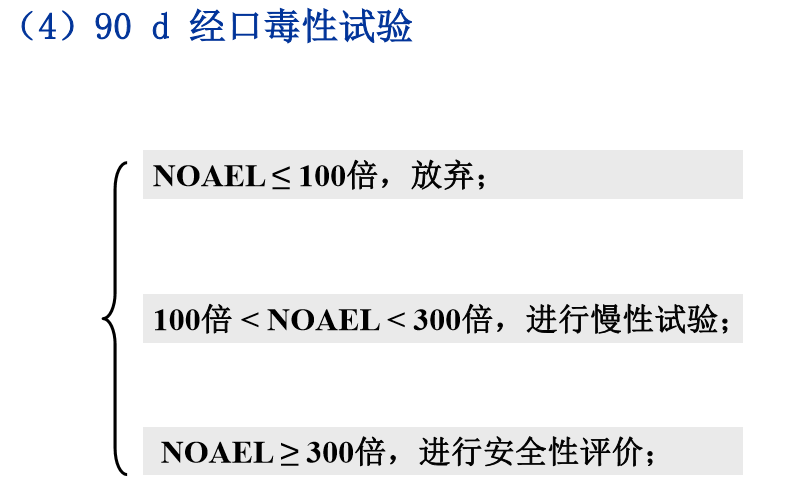 （4）90 d 经口毒性试验
NOAEL ≤ 100倍，放弃；
100倍 < NOAEL < 300倍，进行慢性试验；
NOAEL ≥ 300倍，进行安全性评价；